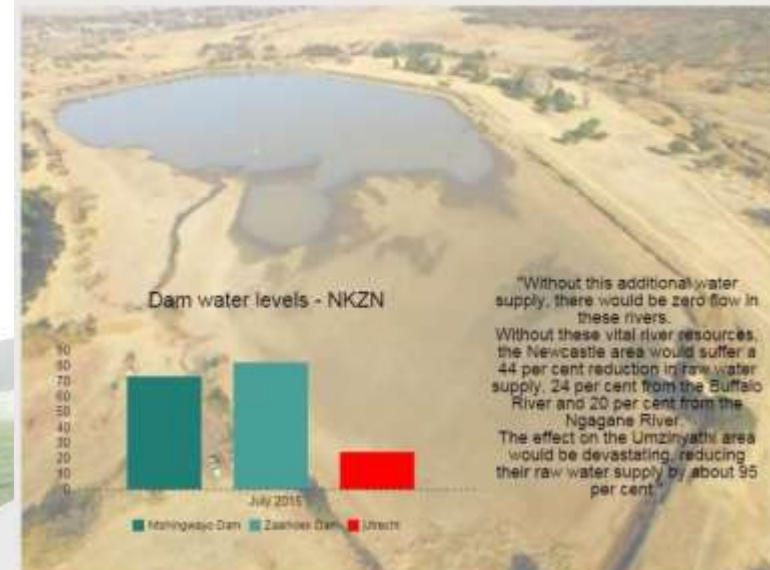 Dam water levels - NKZN
90
80
70
60
50
40
30
20
10
0
July 2015
Ntshingwayo Dam
Zaaihoek Dam
Utrecht
"Without this additional water
supply, there would be zero flow in
these rivers.
Without these vital river resources,
the Newcastle area would suffer a
44 per cent reduction in raw water
supply, 24 per cent from the Buffalo
River and 20 per cent from the
Ngagane River.
The effect on the Umzinyathi area
would be devastating, reducing
their raw water supply by about 95
per cent."